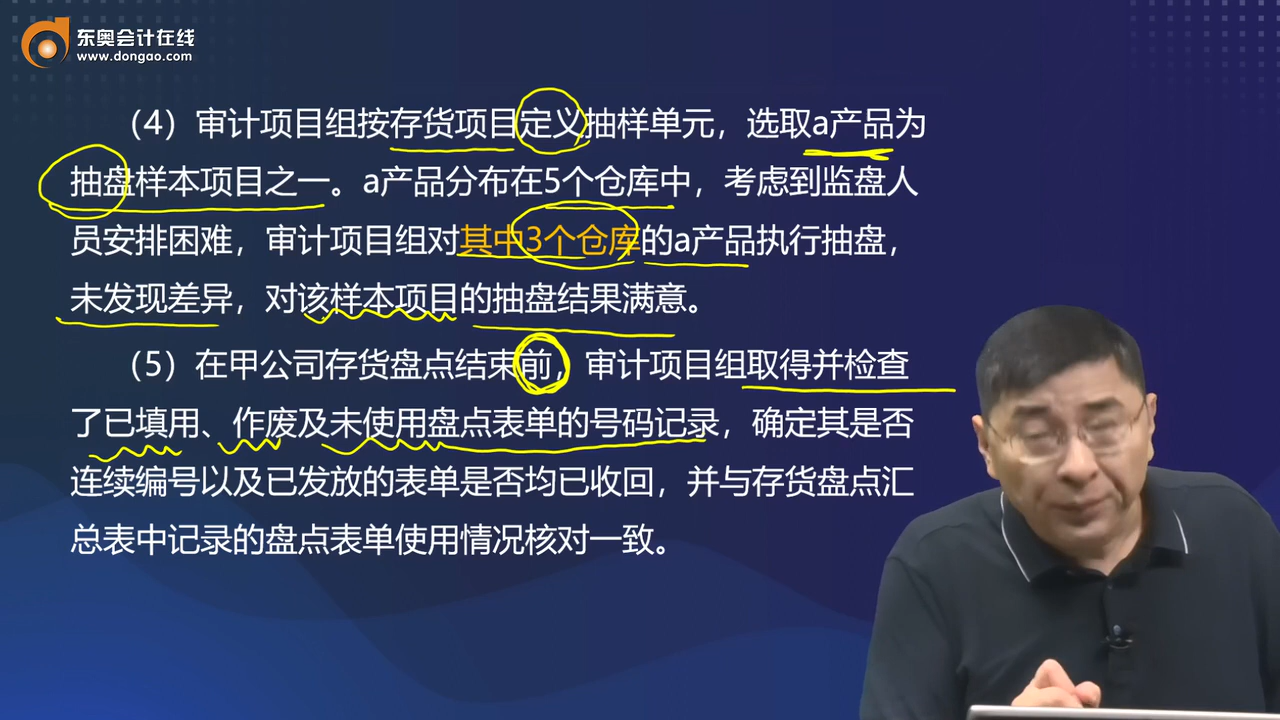 东奥会计在线
www.dongao.com
（4）审计项目组按存货项目定义抽样单元，选取a产品为
抽盘样本项目之一。a产品分布在5个仓库中，考虑到监盘人
员安排困难，审计项目组对其中3个仓库的a产品执行抽盘，
未发现差异，对该样本项目的抽盘结果满意。
（5）在甲公司存货盘点结束前，审计项目组取得并检查
了已填用、作废及未使用盘点表单的号码记录，确定其是否
连续编号以及已发放的表单是否均已收回，并与存货盘点汇
总表中记录的盘点表单使用情况核对一致。